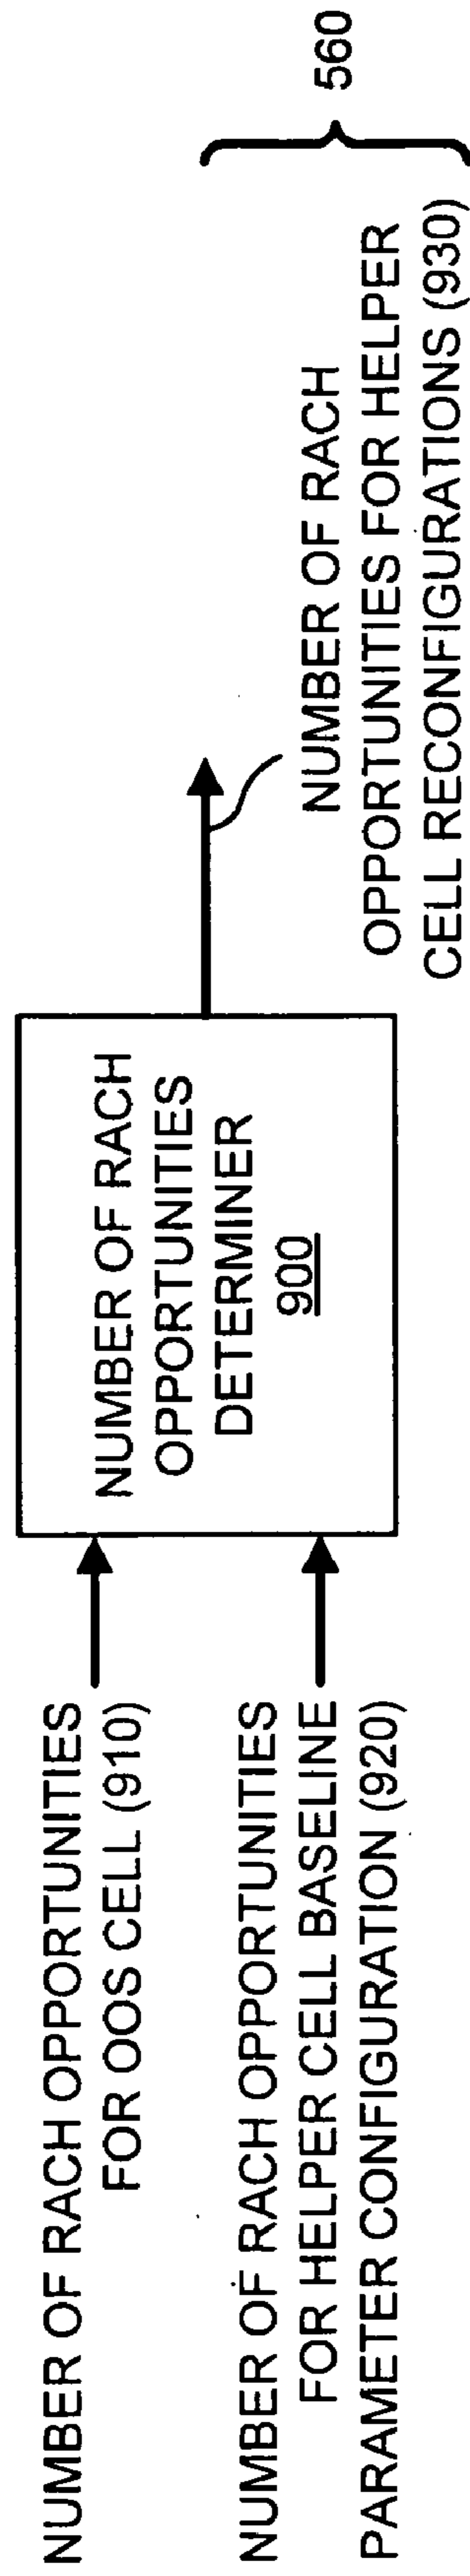 NUMBER OF RACH OPPORTUNITIES
FOR OOS CELL (910)
NUMBER OF RACH OPPORTUNITIES
FOR HELPER CELL BASELINE
PARAMETER CONFIGURATION (920)
NUMBER OF RACH
OPPORTUNITIES
DETERMINER
900
NUMBER OF RACH
OPPORTUNITIES FOR HELPER
CELL RECONFIGURATIONS (930)
560